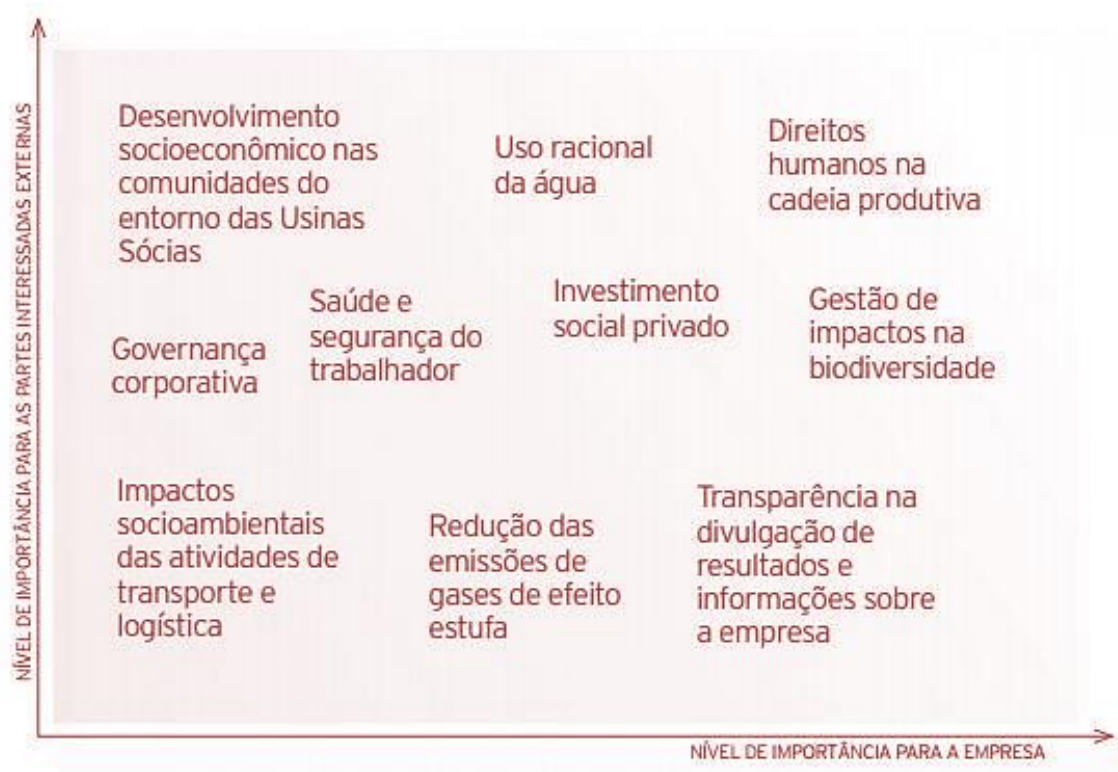 NÍVEL DE IMPORTÂNCIA PARA AS PARTES INTERESSADAS EXTERNAS
Desenvolvimento
socioeconômico nas
comunidades do
entorno das Usinas
Sócias
Uso racional
da água
Direitos
humanos na
cadeia produtiva
Governança
corporativa
Saúde e
segurança do
trabalhador
Investimento
social privado
Gestão de
impactos na
biodiversidade
Impactos
socioambientais
das atividades de
transporte e
logística
Redução das
emissões de
gases de efeito
estufa
Transparência na
divulgação de
resultados e
informações sobre
a empresa
NÍVEL DE IMPORTÂNCIA PARA A EMPRESA